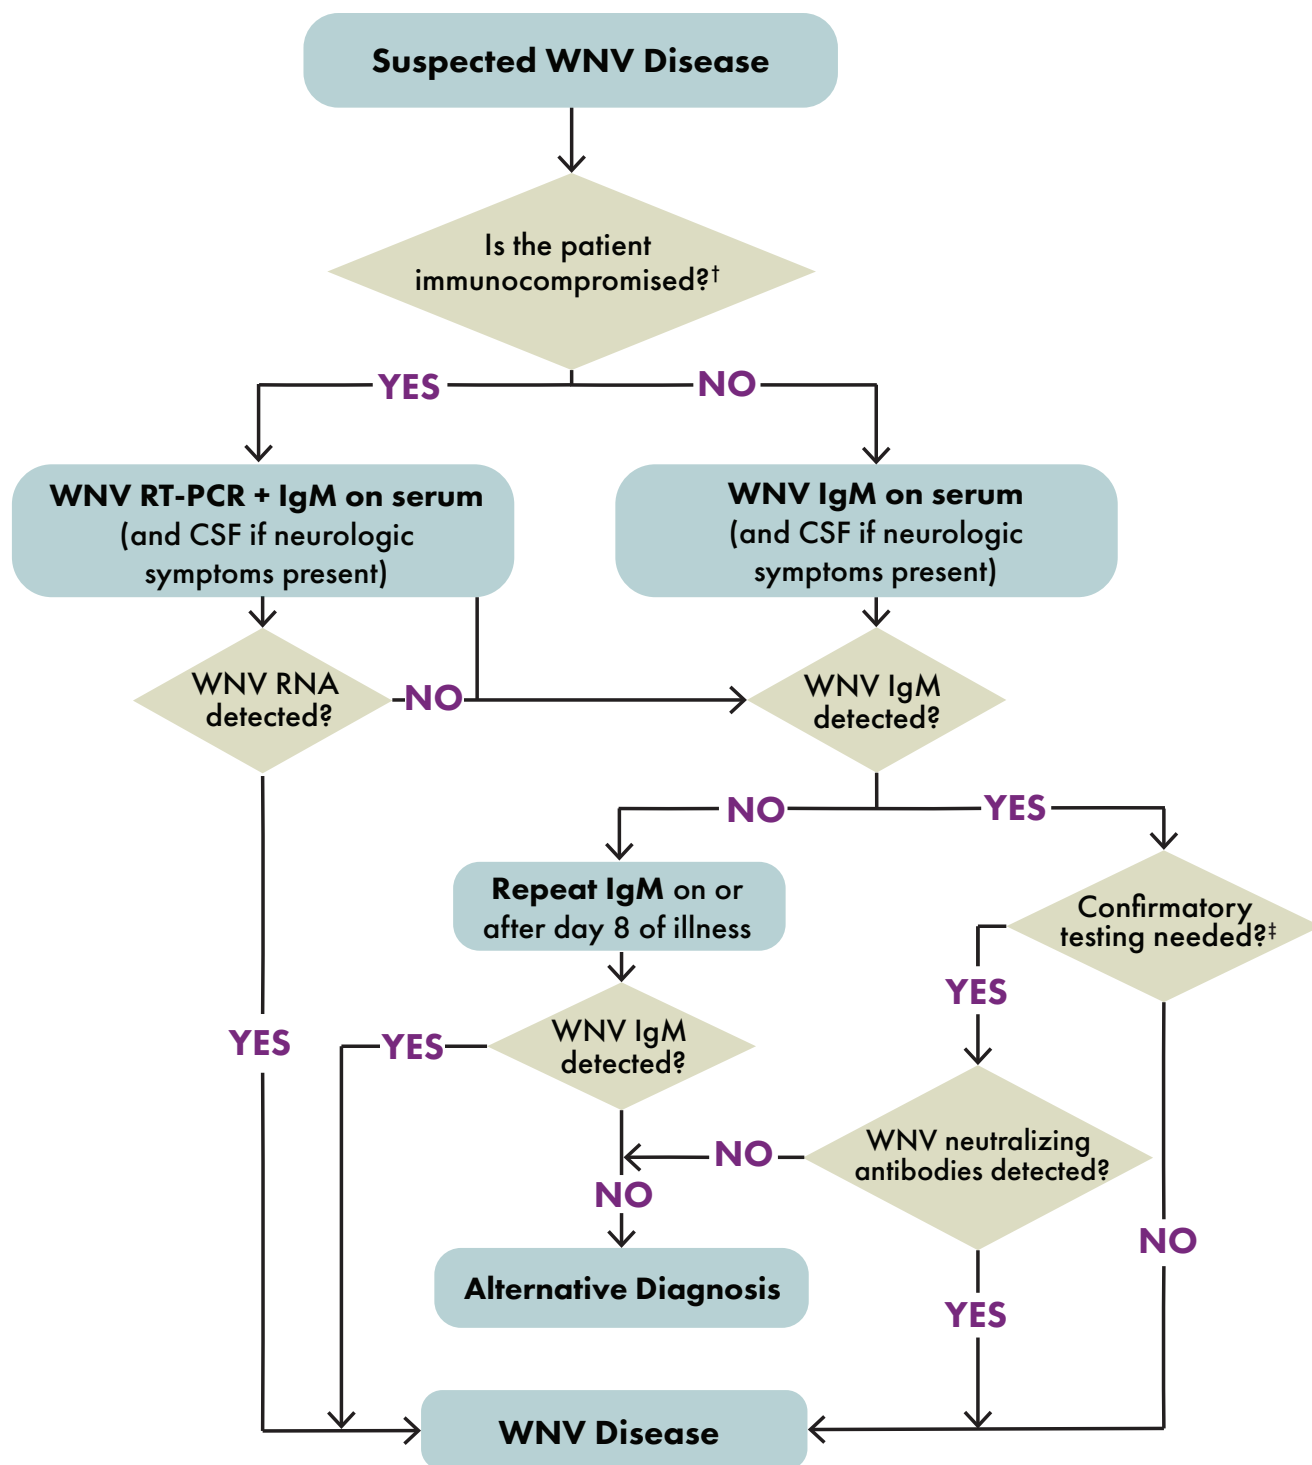 Suspected WNV Disease
Is the patient
immunocompromised?†
YES
NO
WNV RT-PCR + IgM on serum
(and CSF if neurologic
symptoms present)
WNV IgM on serum
(and CSF if neurologic
symptoms present)
WNV RNA
detected?
NO
WNV IgM
detected?
NO
YES
Repeat IgM on or
after day 8 of illness
Confirmatory
testing needed?‡
YES
YES
YES
WNV IgM
detected?
WNV neutralizing
antibodies detected?
NO
NO
NO
Alternative Diagnosis
YES
WNV Disease